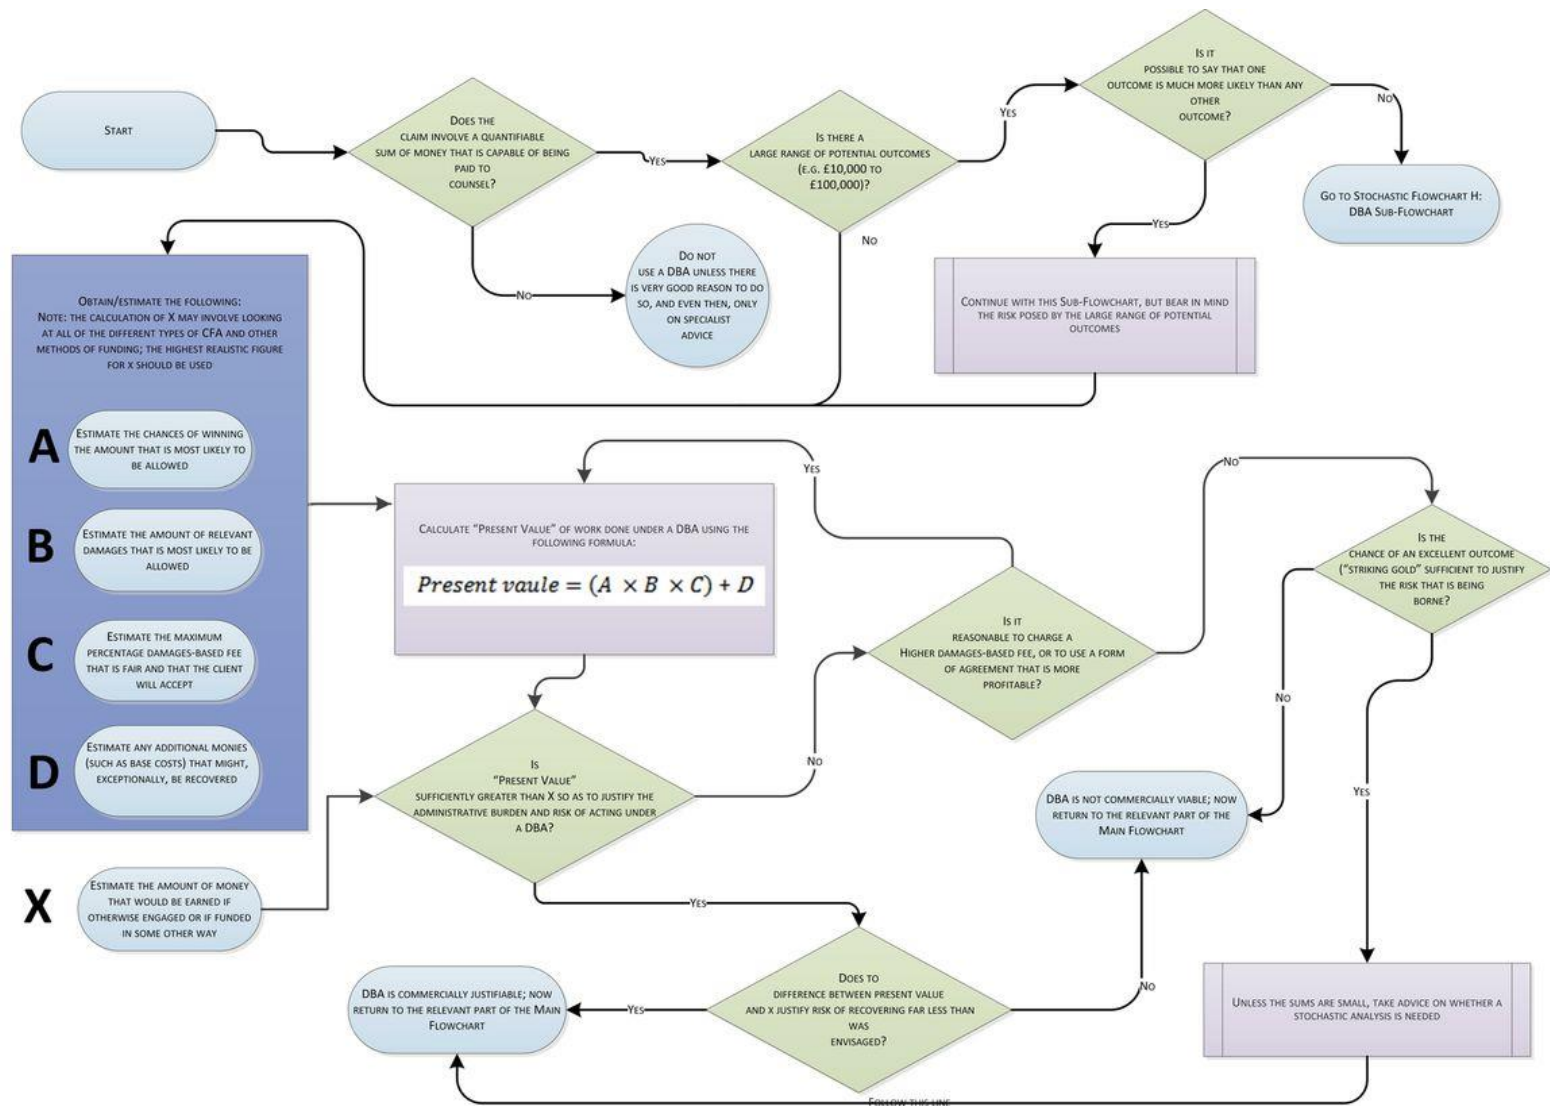 START
DOES THE
CLAIM INVOLVE A QUANTIFIABLE
SUM OF MONEY THAT IS CAPABLE OF BEING
PAID TO
COUNSEL?
YES
IS THERE A
LARGE RANGE OF POTENTIAL OUTCOMES
(E.G. £10,000 TO
£100,000)?
YES
IS IT
POSSIBLE TO SAY THAT ONE
OUTCOME IS MUCH MORE LIKELY THAN ANY
OTHER
OUTCOME?
NO
GO TO STOCHASTIC FLOWCHART H:
DBA SUB-FLOWCHART
YES
NO
NO
DO NOT
USE A DBA UNLESS THERE
IS VERY GOOD REASON TO DO
SO, AND EVEN THEN, ONLY
ON SPECIALIST
ADVICE
CONTINUE WITH THIS SUB-FLOWCHART, BUT BEAR IN MIND
THE RISK POSED BY THE LARGE RANGE OF POTENTIAL
OUTCOMES
OBTAIN/ESTIMATE THE FOLLOWING:
NOTE: THE CALCULATION OF X MAY INVOLVE LOOKING
AT ALL OF THE DIFFERENT TYPES OF CFA AND OTHER
METHODS OF FUNDING; THE HIGHEST REALISTIC FIGURE
FOR X SHOULD BE USED
A
ESTIMATE THE CHANCES OF WINNING
THE AMOUNT THAT IS MOST LIKELY TO
BE ALLOWED
B
ESTIMATE THE AMOUNT OF RELEVANT
DAMAGES THAT IS MOST LIKELY TO BE
ALLOWED
C
ESTIMATE THE MAXIMUM
PERCENTAGE DAMAGES-BASED FEE
THAT IS FAIR AND THAT THE CLIENT
WILL ACCEPT
D
ESTIMATE ANY ADDITIONAL MONIES
(SUCH AS BASE COSTS) THAT MIGHT,
EXCEPTIONALLY, BE RECOVERED
X
ESTIMATE THE AMOUNT OF MONEY
THAT WOULD BE EARNED IF
OTHERWISE ENGAGED OR IF FUNDED
IN SOME OTHER WAY
CALCULATE "PRESENT VALUE" OF WORK DONE UNDER A DBA USING THE
FOLLOWING FORMULA:
Present vaule = (A × B × C) + D
YES
IS
"PRESENT VALUE"
SUFFICIENTLY GREATER THAN X SO AS TO JUSTIFY THE
ADMINISTRATIVE BURDEN AND RISK OF ACTING UNDER
A DBA?
NO
IS IT
REASONABLE TO CHARGE A
HIGHER DAMAGES-BASED FEE, OR TO USE A FORM
OF AGREEMENT THAT IS MORE
PROFITABLE?
NO
IS THE
CHANCE OF AN EXCELLENT OUTCOME
("STRIKING GOLD" SUFFICIENT TO JUSTIFY
THE RISK THAT IS BEING
BORNE?
NO
YES
DBA IS NOT COMMERCIALLY VIABLE; NOW
RETURN TO THE RELEVANT PART OF THE
MAIN FLOWCHART
YES
DOES TO
DIFFERENCE BETWEEN PRESENT VALUE
AND X JUSTIFY RISK OF RECOVERING FAR LESS THAN
WAS
ENVISAGED?
NO
YES
DBA IS COMMERCIALLY JUSTIFIABLE; NOW
RETURN TO THE RELEVANT PART OF THE MAIN
FLOWCHART
UNLESS THE SUMS ARE SMALL, TAKE ADVICE ON WHETHER A
STOCHASTIC ANALYSIS IS NEEDED
FOLLOW THIS LINE